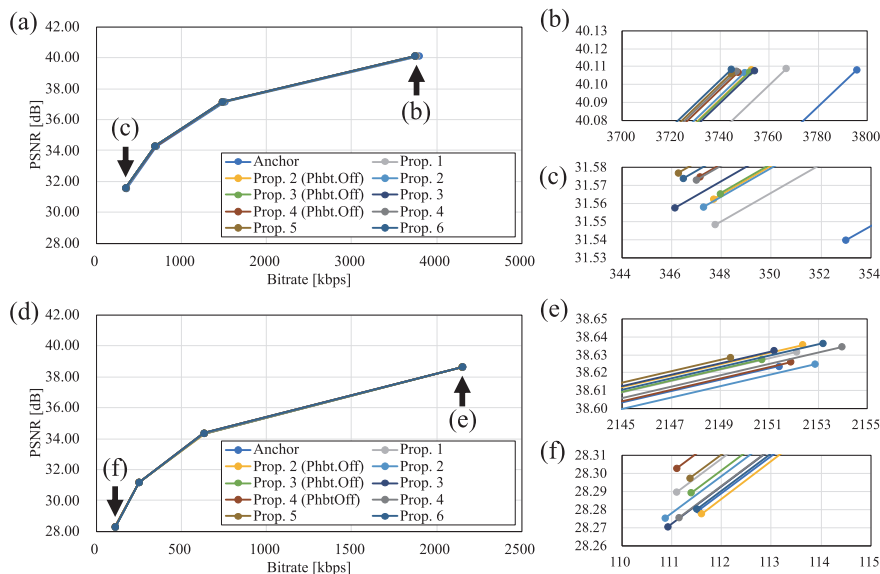 (a)
42.00
40.00
38.00
36.00
34.00
32.00
30.00
28.00
PSNR [dB]
(c)
(b)
Anchor
Prop. 1
Prop. 2 (Phbt.Off)
Prop. 2
Prop. 3 (Phbt.Off)
Prop. 3
Prop. 4 (Phbt.Off)
Prop. 4
Prop. 5
Prop. 6
0 1000 2000 3000 4000 5000
Bitrate [kbps]
(b)
40.13
40.12
40.11
40.10
40.09
40.08
3700 3720 3740 3760 3780 3800
(c)
31.58
31.57
31.56
31.55
31.54
31.53
344 346 348 350 352 354
(d)
42.00
40.00
38.00
36.00
34.00
32.00
30.00
28.00
PSNR [dB]
(f)
(e)
Anchor
Prop. 1
Prop. 2 (Phbt.Off)
Prop. 2
Prop. 3 (Phbt.Off)
Prop. 3
Prop. 4 (PhbtOff)
Prop. 4
Prop. 5
Prop. 6
0 500 1000 1500 2000 2500
Bitrate [kbps]
(e)
38.65
38.64
38.63
38.62
38.61
38.60
2145 2147 2149 2151 2153 2155
(f)
28.31
28.30
28.29
28.28
28.27
28.26
110 111 112 113 114 115